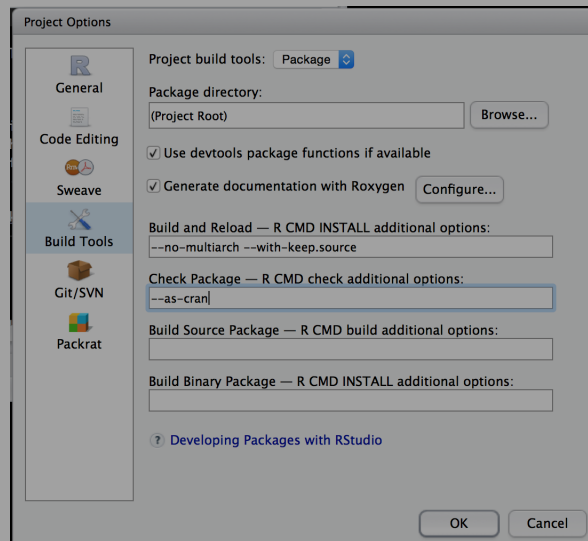 Project Options
General
Code Editing
Sweave
Build Tools
Git/SVN
Packrat
Project build tools: Package
Package directory:
(Project Root)
Browse...
Use devtools package functions if available
Generate documentation with Roxygen
Configure...
Build and Reload — R CMD INSTALL additional options:
--no-multiarch --with-keep.source
Check Package — R CMD check additional options:
--as-cran
Build Source Package — R CMD build additional options:
Build Binary Package — R CMD INSTALL additional options:
? Developing Packages with RStudio
OK
Cancel